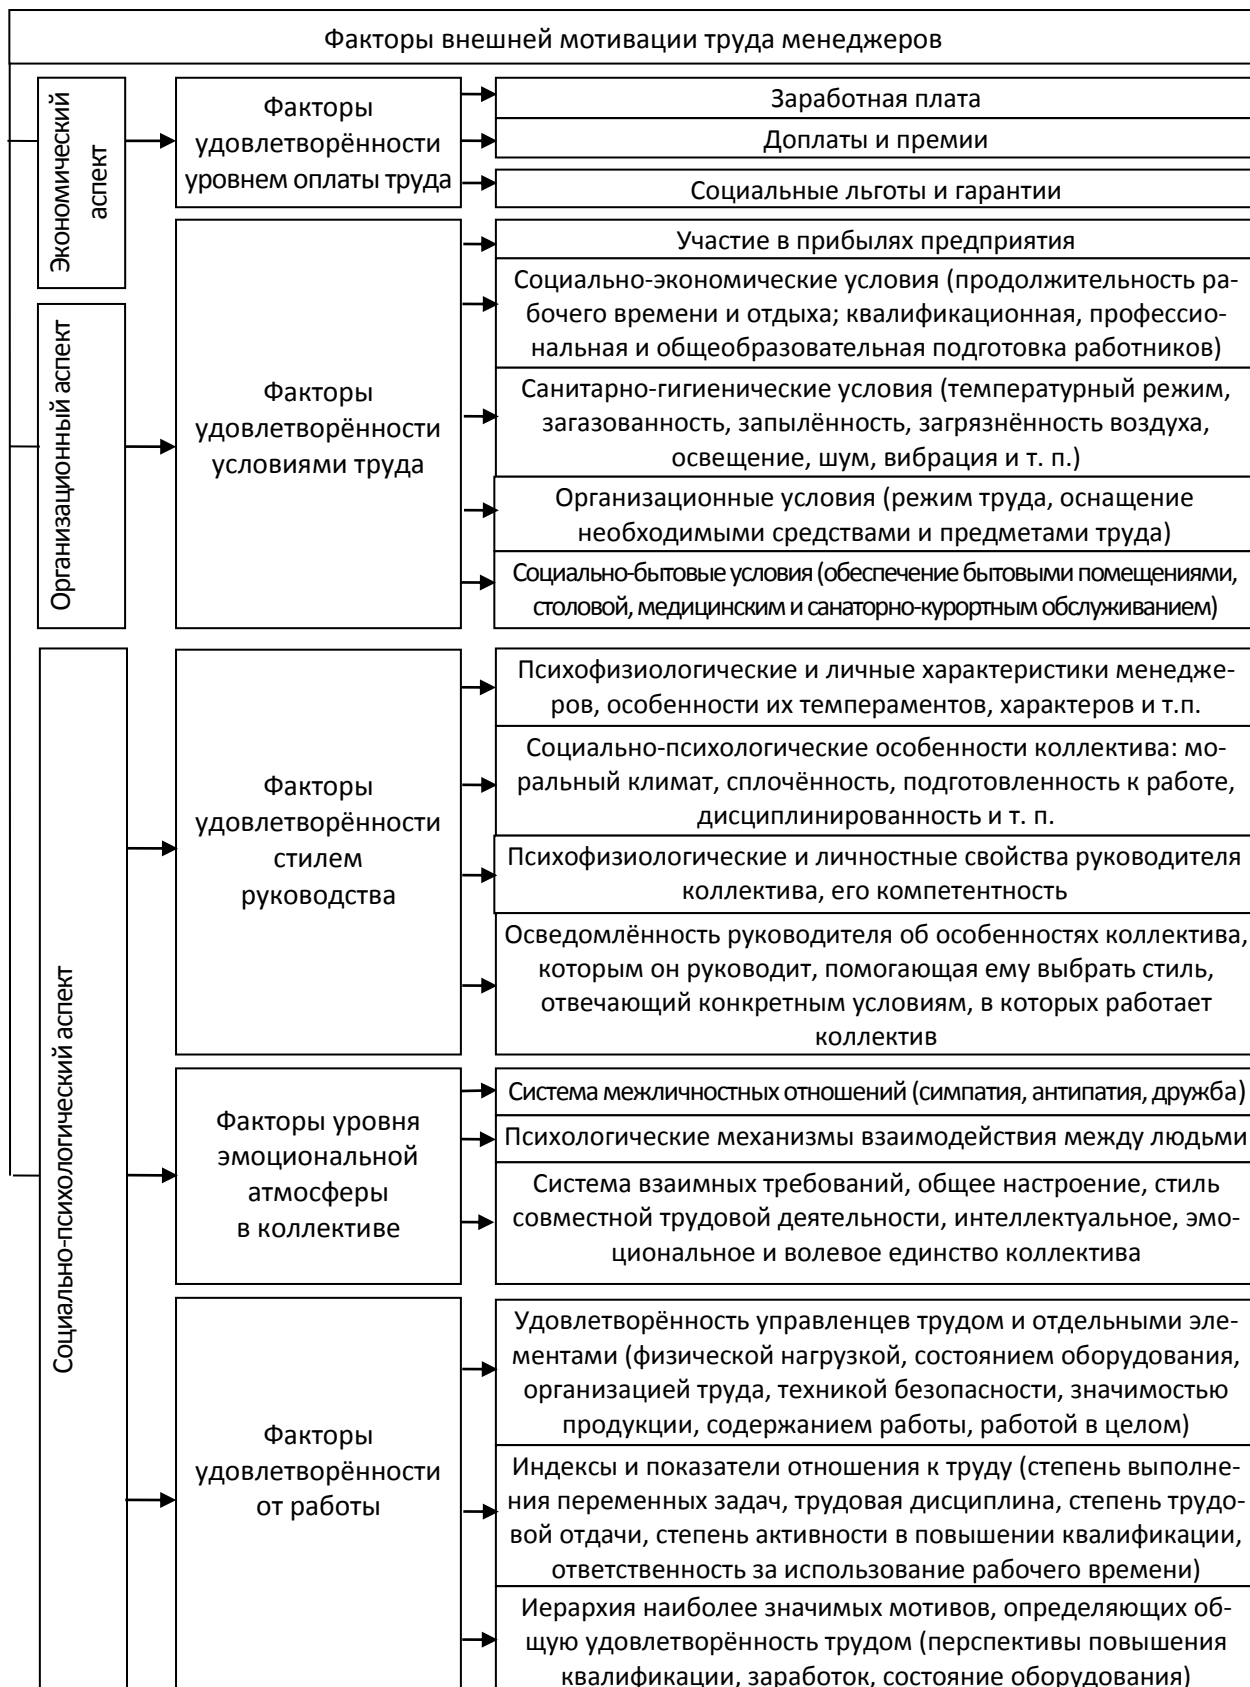 Факторы внешней мотивации труда менеджеров
Экономический
аспект
Факторы
удовлетворённости
уровнем оплаты труда
Заработная плата
Доплаты и премии
Социальные льготы и гарантии
Организационный аспект
Факторы
удовлетворённости
условиями труда
Участие в прибылях предприятия
Социально-экономические условия (продолжительность ра-
бочего времени и отдыха; квалификационная, профессио-
нальная и общеобразовательная подготовка работников)
Санитарно-гигиенические условия (температурный режим,
загазованность, запылённость, загрязнённость воздуха,
освещение, шум, вибрация и т. п.)
Организационные условия (режим труда, оснащение
необходимыми средствами и предметами труда)
Социально-бытовые условия (обеспечение бытовыми помещениями,
столовой, медицинским и санаторно-курортным обслуживанием)
Социально-психологический аспект
Факторы
удовлетворённости
стилем
руководства
Психофизиологические и личные характеристики менедже-
ров, особенности их темпераментов, характеров и т.п.
Социально-психологические особенности коллектива: мо-
ральный климат, сплочённость, подготовленность к работе,
дисциплинированность и т. п.
Психофизиологические и личностные свойства руководителя
коллектива, его компетентность
Осведомлённость руководителя об особенностях коллектива,
которым он руководит, помогающая ему выбрать стиль,
отвечающий конкретным условиям, в которых работает
коллектив
Факторы уровня
эмоциональной
атмосферы
в коллективе
Система межличностных отношений (симпатия, антипатия, дружба)
Психологические механизмы взаимодействия между людьми
Система взаимных требований, общее настроение, стиль
совместной трудовой деятельности, интеллектуальное, эмо-
циональное и волевое единство коллектива
Факторы
удовлетворённости
от работы
Удовлетворённость управленцев трудом и отдельными эле-
ментами (физической нагрузкой, состоянием оборудования,
организацией труда, техникой безопасности, значимостью
продукции, содержанием работы, работой в целом)
Индексы и показатели отношения к труду (степень выполне-
ния переменных задач, трудовая дисциплина, степень трудо-
вой отдачи, степень активности в повышении квалификации,
ответственность за использование рабочего времени)
Иерархия наиболее значимых мотивов, определяющих об-
щую удовлетворённость трудом (перспективы повышения
квалификации, заработок, состояние оборудования)